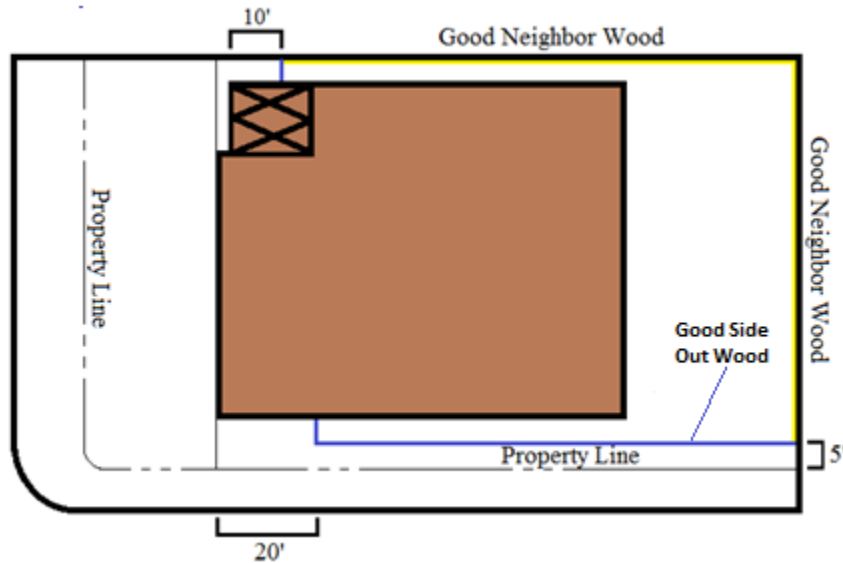 10'
Good Neighbor Wood
Property Line
Good Neighbor Wood
Good Side
Out Wood
Property Line
5'
20'